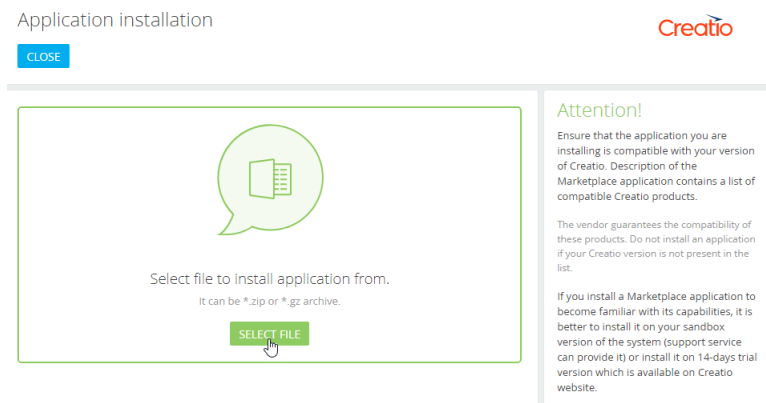 Application installation
Creatio
CLOSE
Select file to install application from.
It can be *.zip or *.gz archive.
SELECT FILE
Attention!
Ensure that the application you are
installing is compatible with your version
of Creatio. Description of the
Marketplace application contains a list of
compatible Creatio products.
The vendor guarantees the compatibility of
these products. Do not install an application
if your Creatio version is not present in the
list.
If you install a Marketplace application to
become familiar with its capabilities, it is
better to install it on your sandbox
version of the system (support service
can provide it) or install it on 14-days trial
version which is available on Creatio
website.